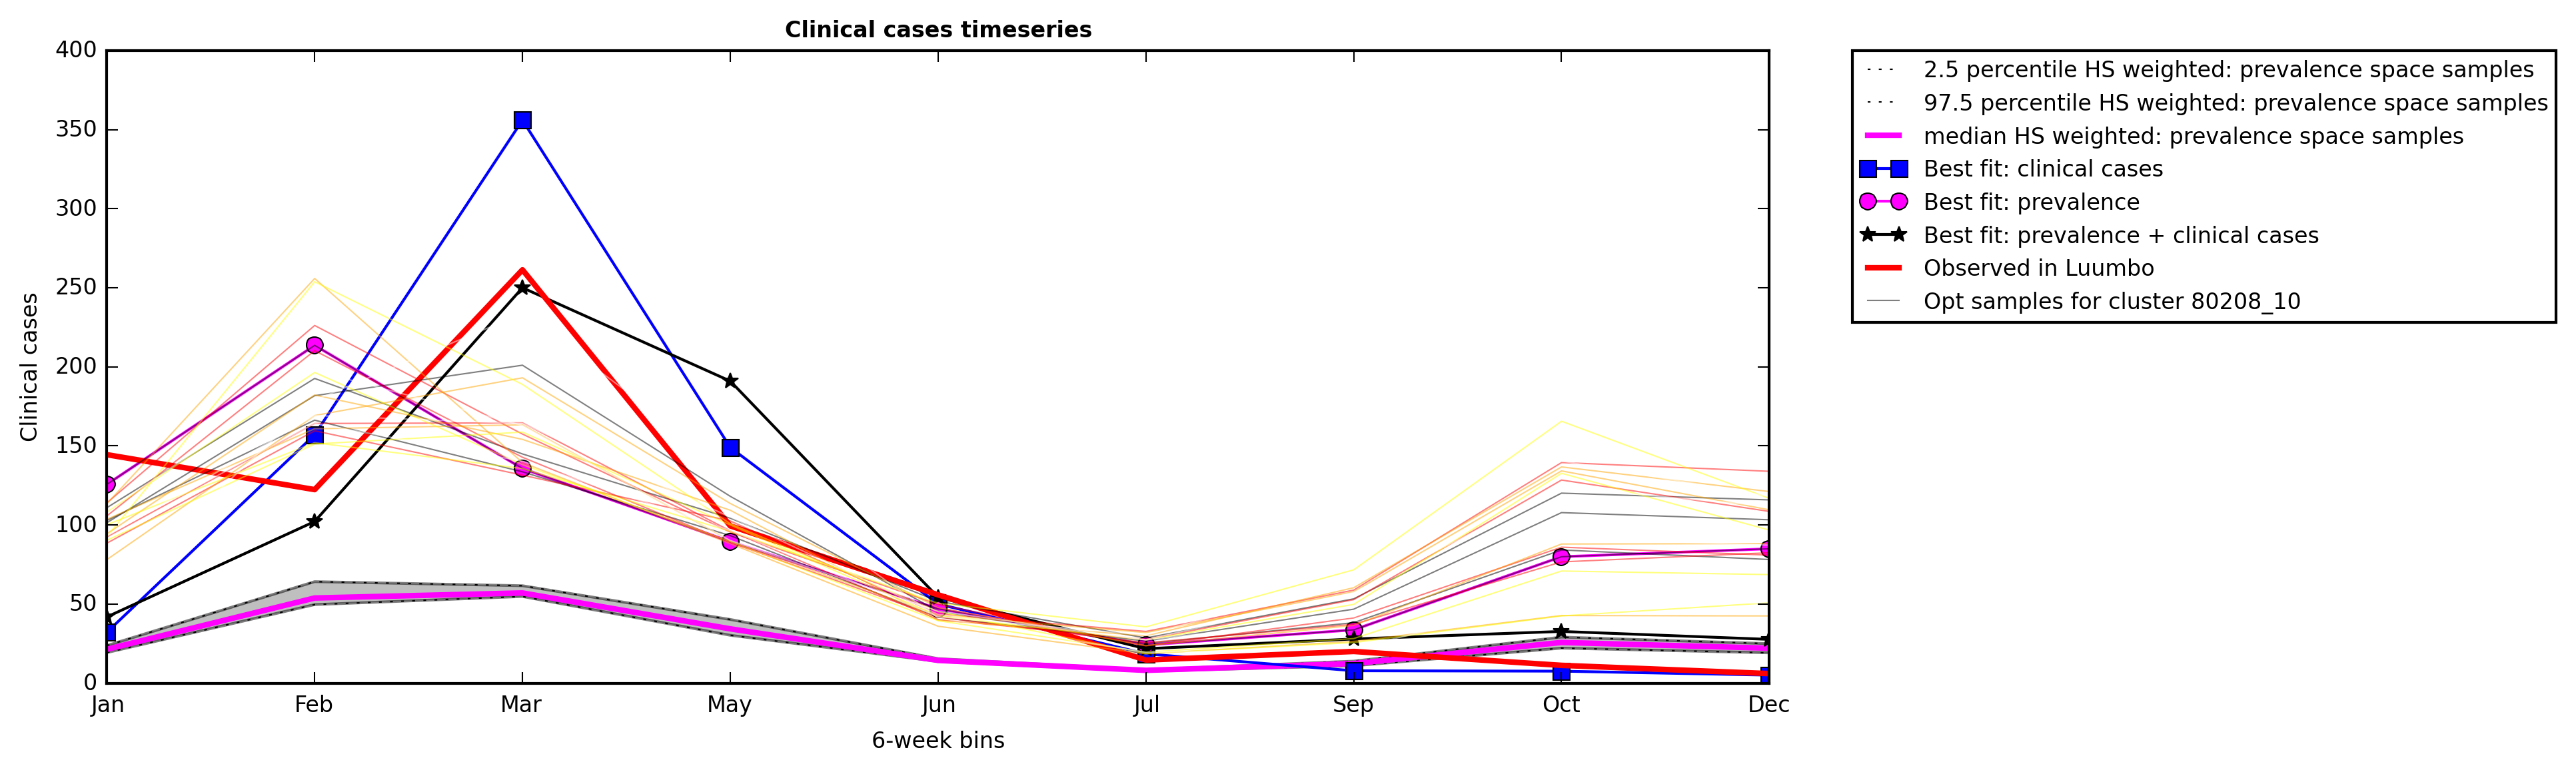 Clinical cases timeseries
400
350
300
250
200
150
100
50
0
Clinical cases
Jan Feb Mar May Jun Jul Sep Oct Dec
6-week bins
2.5 percentile HS weighted: prevalence space samples
97.5 percentile HS weighted: prevalence space samples
median HS weighted: prevalence space samples
Best fit: clinical cases
Best fit: prevalence
Best fit: prevalence + clinical cases
Observed in Luumbo
Opt samples for cluster 80208_10